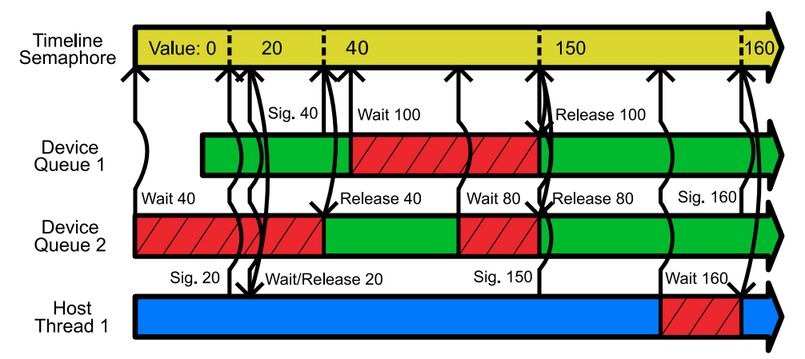 Timeline
Semaphore
Value: 0
20
40
150
160
Sig. 40
Wait 100
Release 100
Device
Queue 1
Wait 40
Release 40
Wait 80
Release 80
Sig. 160
Device
Queue 2
Sig. 20
Wait/Release 20
Sig. 150
Wait 160
Host
Thread 1